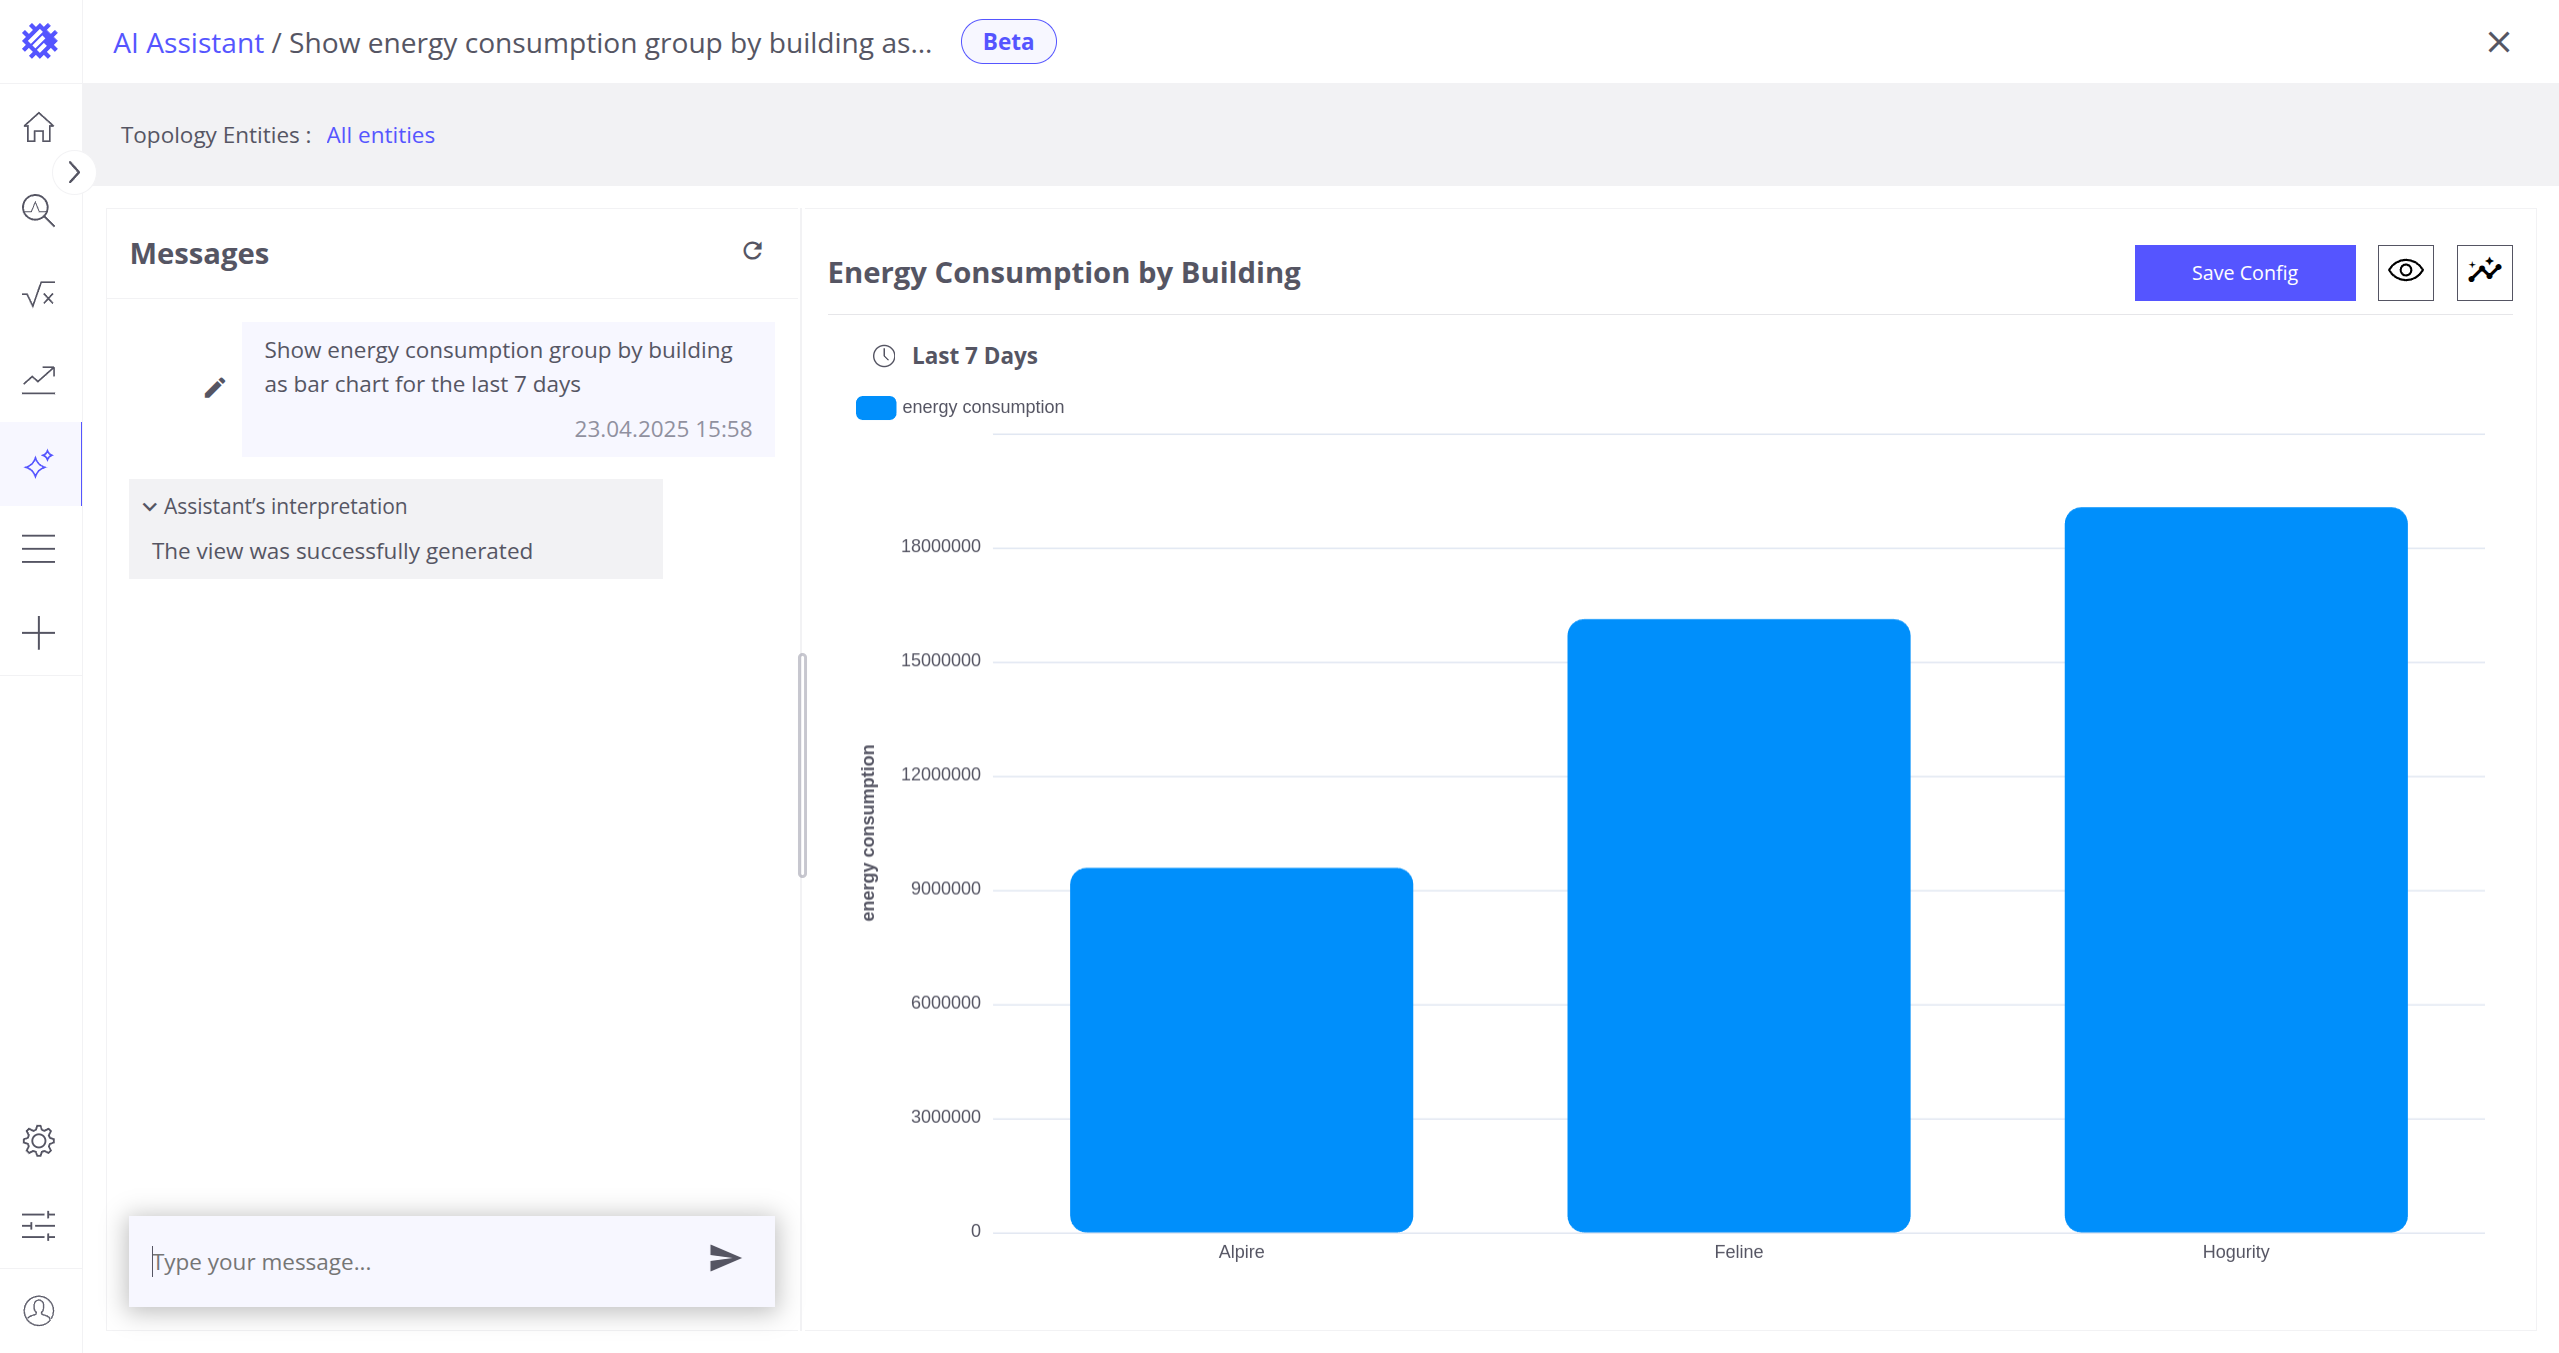 AI Assistant / Show energy consumption group by building as...
Beta
Topology Entities : All entities
Messages
Show energy consumption group by building
as bar chart for the last 7 days
23.04.2025 15:58
Assistant’s interpretation
The view was successfully generated
Type your message...
Energy Consumption by Building
Save Config
Last 7 Days
energy consumption
energy consumption
18000000
15000000
12000000
9000000
6000000
3000000
0
Alpire
Feline
Hogurity